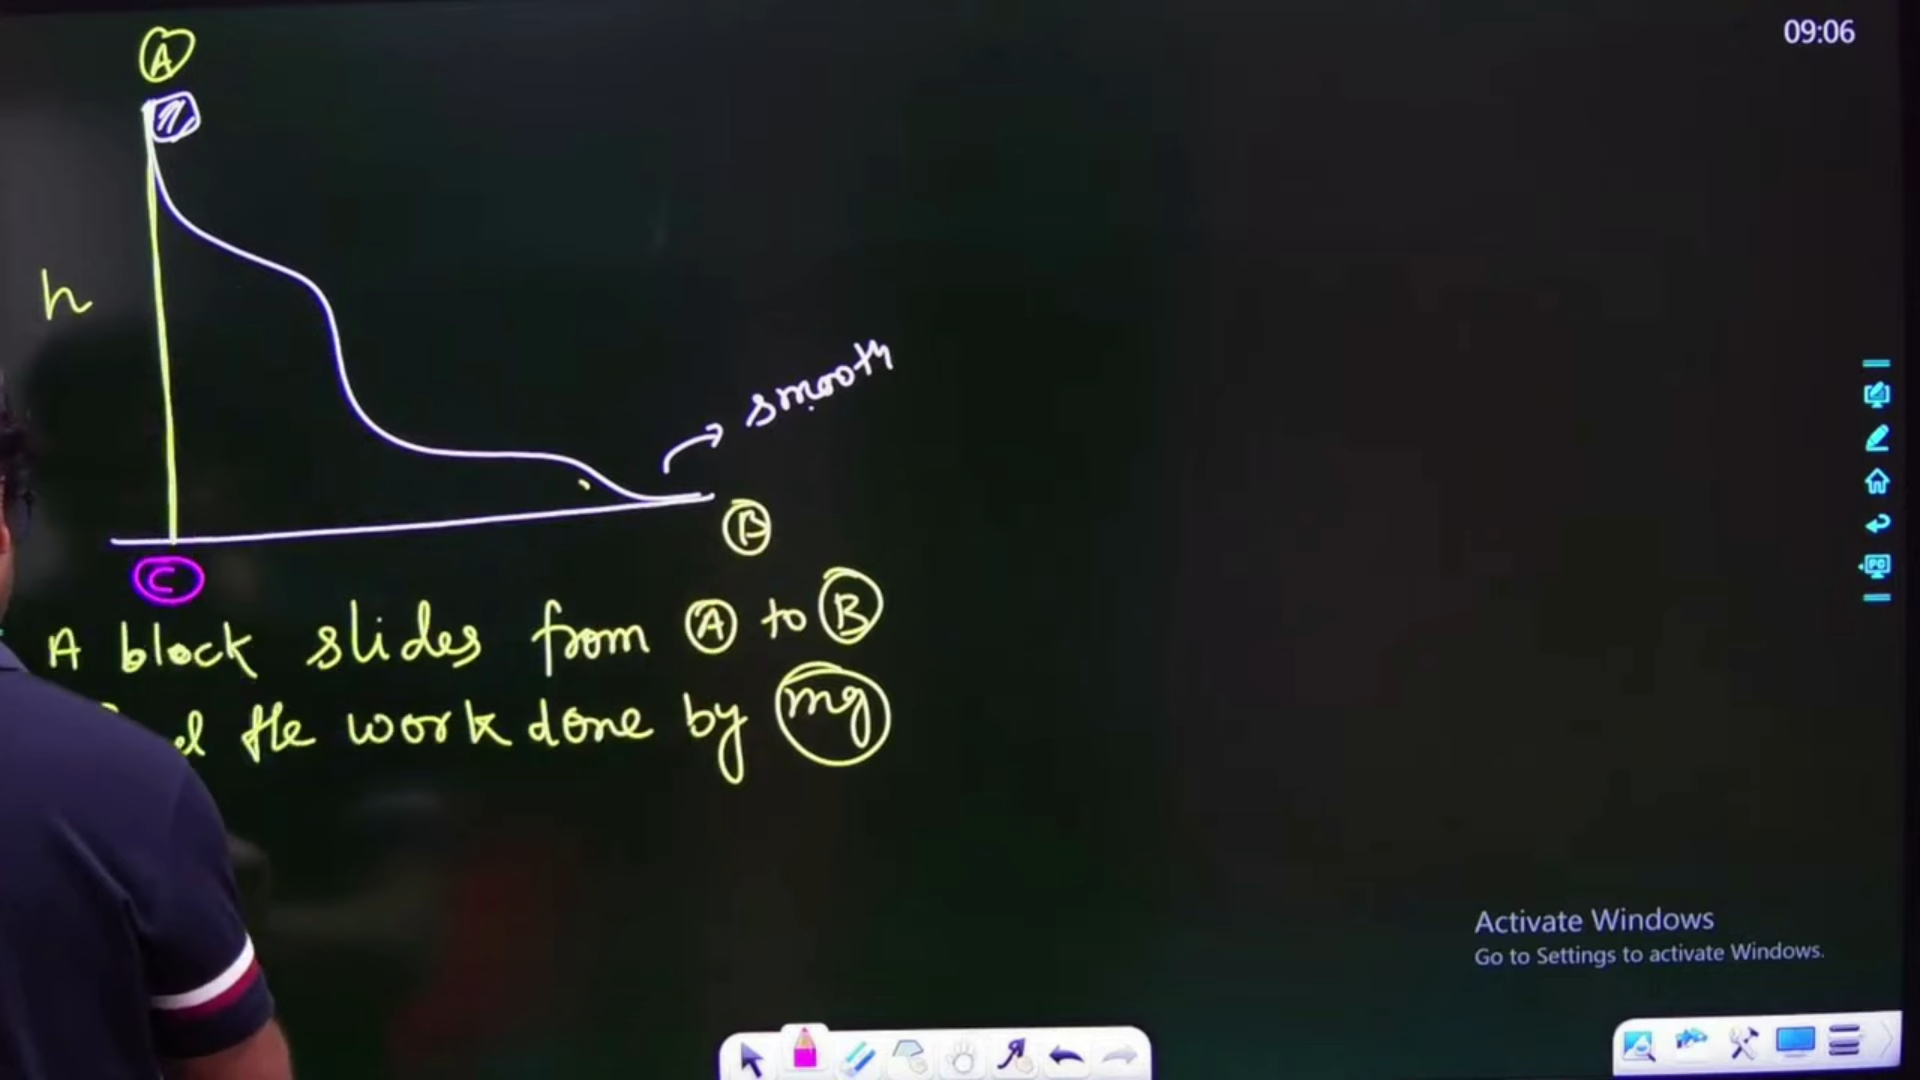 09:06
A
h
smooth
B
C
A block slides from A to B
the work done by mg
Activate Windows
Go to Settings to activate Windows.
PC